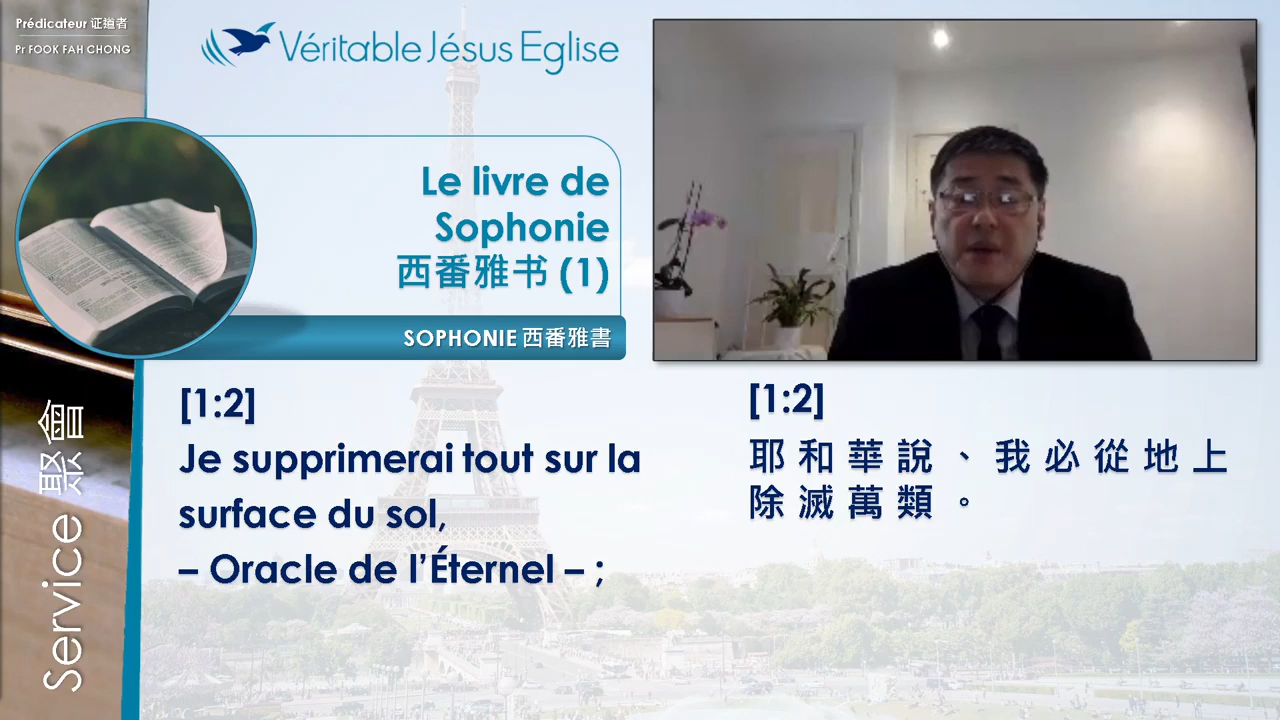 Prédicateur 证道者
Pr FOOK FAH CHONG
Véritable Jésus Eglise
Le livre de
Sophonie
西番雅书 (1)
SOPHONIE 西番雅書
Service 聚會
[1:2]
Je supprimerai tout sur la
surface du sol,
– Oracle de l’Éternel – ;
[1:2]
耶和華說、我必從地上
除滅萬類。